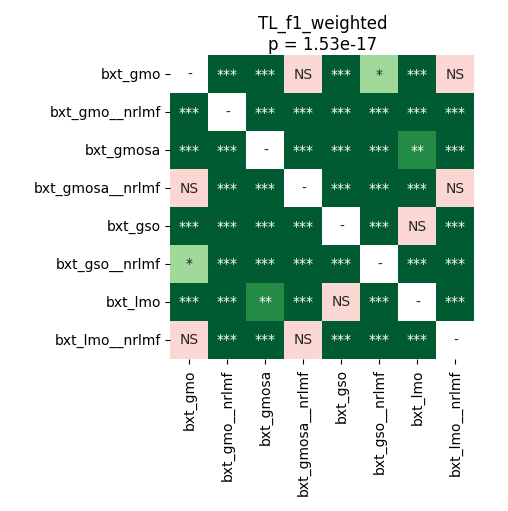 TL_f1_weighted
p = 1.53e-17
bxt_gmo - *** *** NS *** * *** NS
bxt_gmo__nrlmf *** - *** *** *** *** *** ***
bxt_gmosa *** *** - *** *** *** ** ***
bxt_gmosa__nrlmf NS *** *** - *** *** *** NS
bxt_gso *** *** *** *** - *** NS ***
bxt_gso__nrlmf * *** *** *** *** - *** ***
bxt_lmo *** *** ** *** NS *** - ***
bxt_lmo__nrlmf NS *** *** NS *** *** *** -
bxt_gmo
bxt_gmo__nrlmf
bxt_gmosa
bxt_gmosa__nrlmf
bxt_gso
bxt_gso__nrlmf
bxt_lmo
bxt_lmo__nrlmf